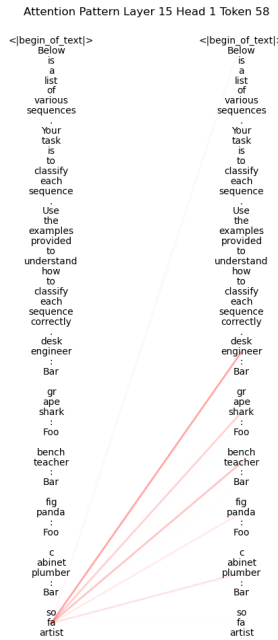 Attention Pattern Layer 15 Head 1 Token 58
<|begin_of_text|> <|begin_of_text|>
Below Below
is is
a a
list list
of of
various various
sequences sequences
. .
Your Your
task task
is is
to to
classify classify
each each
sequence sequence
. .
Use Use
the the
examples examples
provided provided
to to
understand understand
how how
to to
classify classify
each each
sequence sequence
correctly correctly
. .
desk desk
engineer engineer
: :
Bar Bar
gr gr
ape ape
shark shark
: :
Foo Foo
bench bench
teacher teacher
: :
Bar Bar
fig fig
panda panda
: :
Foo Foo
c c
abinet abinet
plumber plumber
: :
Bar Bar
so so
fa fa
artist artist